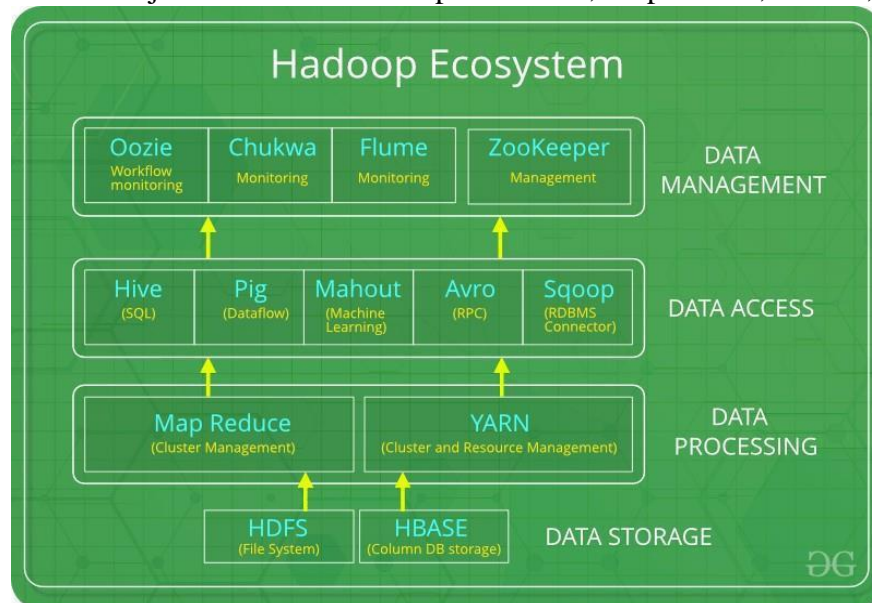 Hadoop Ecosystem
Oozie
Workflow
monitoring
Chukwa
Monitoring
Flume
Monitoring
ZooKeeper
Management
DATA
MANAGEMENT
Hive
(SQL)
Pig
(Dataflow)
Mahout
(Machine
Learning)
Avro
(RPC)
Sqoop
(RDBMS
Connector)
DATA ACCESS
Map Reduce
(Cluster Management)
YARN
(Cluster and Resource Management)
DATA
PROCESSING
HDFS
(File System)
HBASE
(Column DB storage)
DATA STORAGE